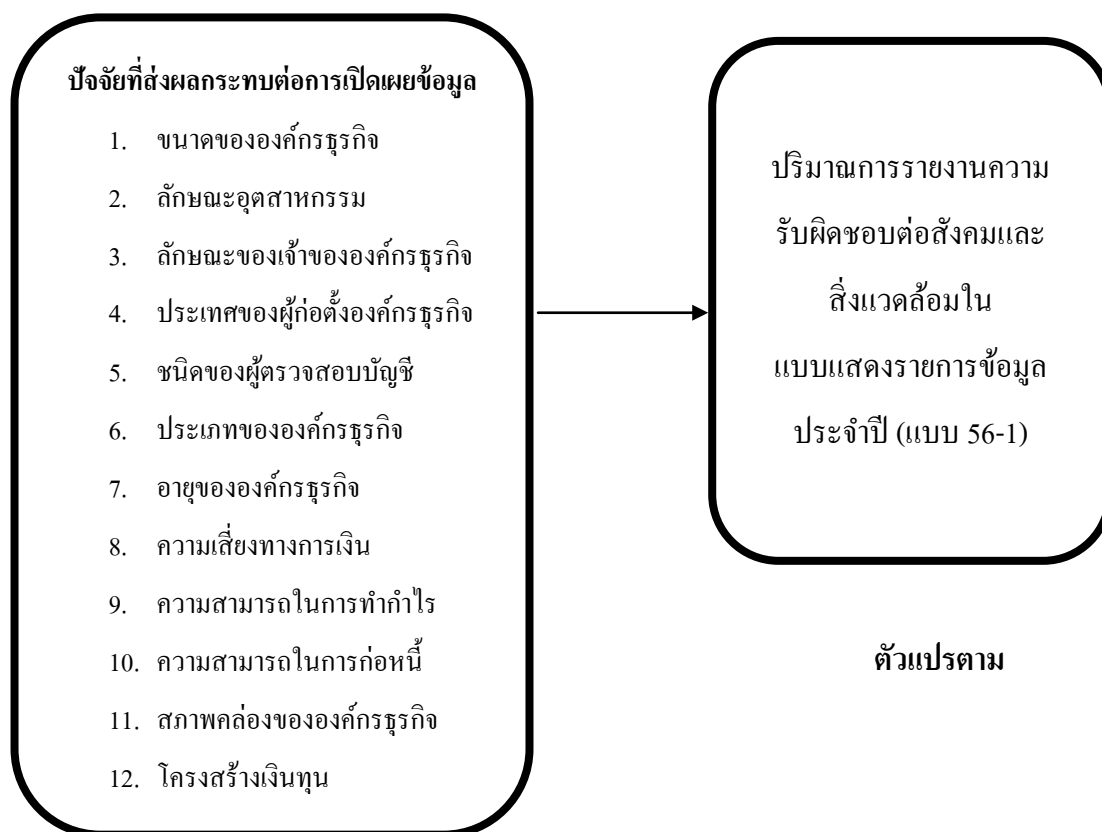 ปัจจัยที่ส่งผลกระทบต่อการเปิดเผยข้อมูล
1. ขนาดขององค์กรธุรกิจ
2. ลักษณะอุตสาหกรรม
3. ลักษณะของเจ้าขององค์กรธุรกิจ
4. ประเทศของผู้ก่อตั้งองค์กรธุรกิจ
5. ชนิดของผู้ตรวจสอบบัญชี
6. ประเภทขององค์กรธุรกิจ
7. อายุขององค์กรธุรกิจ
8. ความเสี่ยงทางการเงิน
9. ความสามารถในการทำกำไร
10. ความสามารถในการก่อหนี้
11. สภาพคล่องขององค์กรธุรกิจ
12. โครงสร้างเงินทุน
ปริมาณการรายงานความ
รับผิดชอบต่อสังคมและ
สิ่งแวดล้อมใน
แบบแสดงรายการข้อมูล
ประจำปี (แบบ 56-1)
ตัวแปรตาม